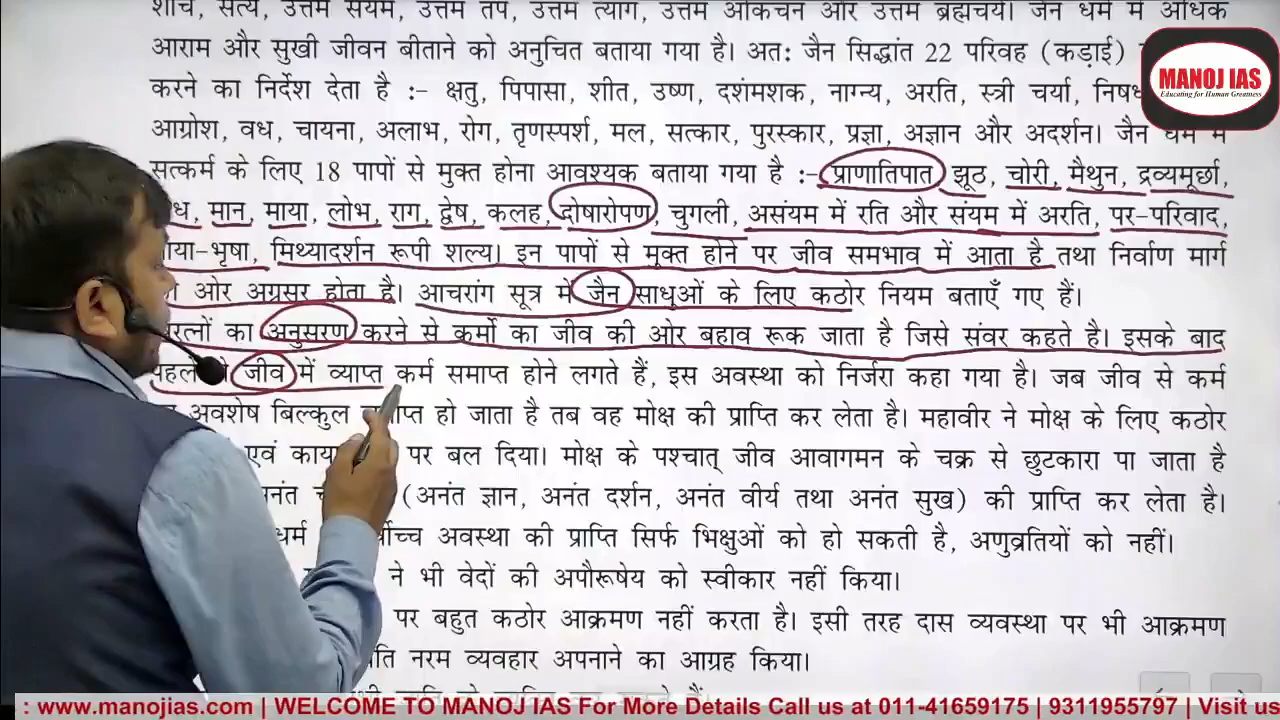 शौच, सत्य, उत्तम संयम, उत्तम तप, उत्तम त्याग, उत्तम और उत्तम ब्रह्मचर्य। जैन धर्म में अधिक
आराम और सुखी जीवन बीताने को अनुचित बताया गया है। अतः जैन सिद्धांत 22 परिवह (कड़ाई)
करने का निर्देश देता है :- क्षतु, पिपासा, शीत, उष्ण, दशंमशक, नाग्न्य, अरति, स्त्री चर्या,
आग्रोश, वध, चायना, अलाभ, रोग, तृणस्पर्श, मल, सत्कार, पुरस्कार, प्रज्ञा, अज्ञान और अदर्शन। जैन धर्म में
सत्कर्म के लिए 18 पापों से मुक्त होना आवश्यक बताया गया है :- प्राणातिपात झूठ, चोरी, मैथुन, द्रव्यमूर्छा,
मान, माया, लोभ, राग, द्वेष, कलह, दोषारोपण, चुगली, असंयम में रति और संयम में अरति, पर-परिवाद,
मिथ्यादर्शन रूपी शल्य। इन पापों से मुक्त होने पर जीव समभाव में आता है तथा निर्वाण मार्ग
ओर अग्रसर होता है। आचरांग सूत्र में जैन साधुओं के लिए कठोर नियम बताएँ गए हैं।
का अनुसरण करने से कर्मो का जीव की ओर बहाव रूक जाता है जिसे संवर कहते है। इसके बाद
जीव में व्याप्त कर्म समाप्त होने लगते हैं, इस अवस्था को निर्जरा कहा गया है। जब जीव से कर्म
अवशेष बिल्कुल हो जाता है तब वह मोक्ष की प्राप्ति कर लेता है। महावीर ने मोक्ष के लिए कठोर
एवं पर बल दिया। मोक्ष के पश्चात् जीव आवागमन के चक्र से छुटकारा पा जाता है
(अनंत ज्ञान, अनंत दर्शन, अनंत वीर्य तथा अनंत सुख) की प्राप्ति कर लेता है।
अवस्था की प्राप्ति सिर्फ भिक्षुओं को हो सकती है, अणुव्रतियों को नहीं।
ने भी वेदों की अपौरूषेय को स्वीकार नहीं किया।
पर बहुत कठोर आक्रमण नहीं करता है। इसी तरह दास व्यवस्था पर भी आक्रमण
नरम व्यवहार अपनाने का आग्रह किया।
MANOJ IAS
Educating for Human Greatness
: www.manojias.com | WELCOME TO MANOJ IAS For More Details Call us at 011-41659175 | 9311955797 | Visit us